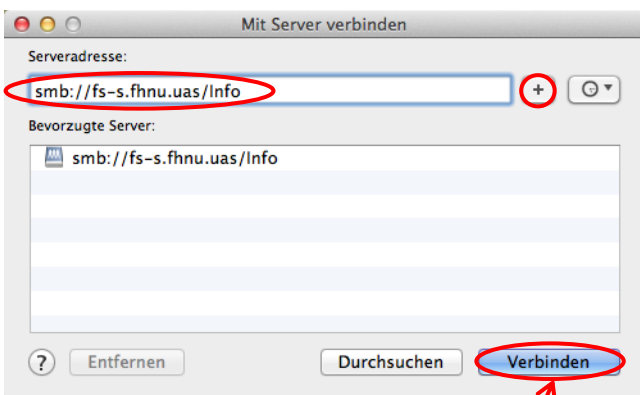 Mit Server verbinden
Serveradresse:
smb://fs-s.fhnu.uas/Info
+
Bevorzugte Server:
smb://fs-s.fhnu.uas/Info
? Entfernen Durchsuchen Verbinden